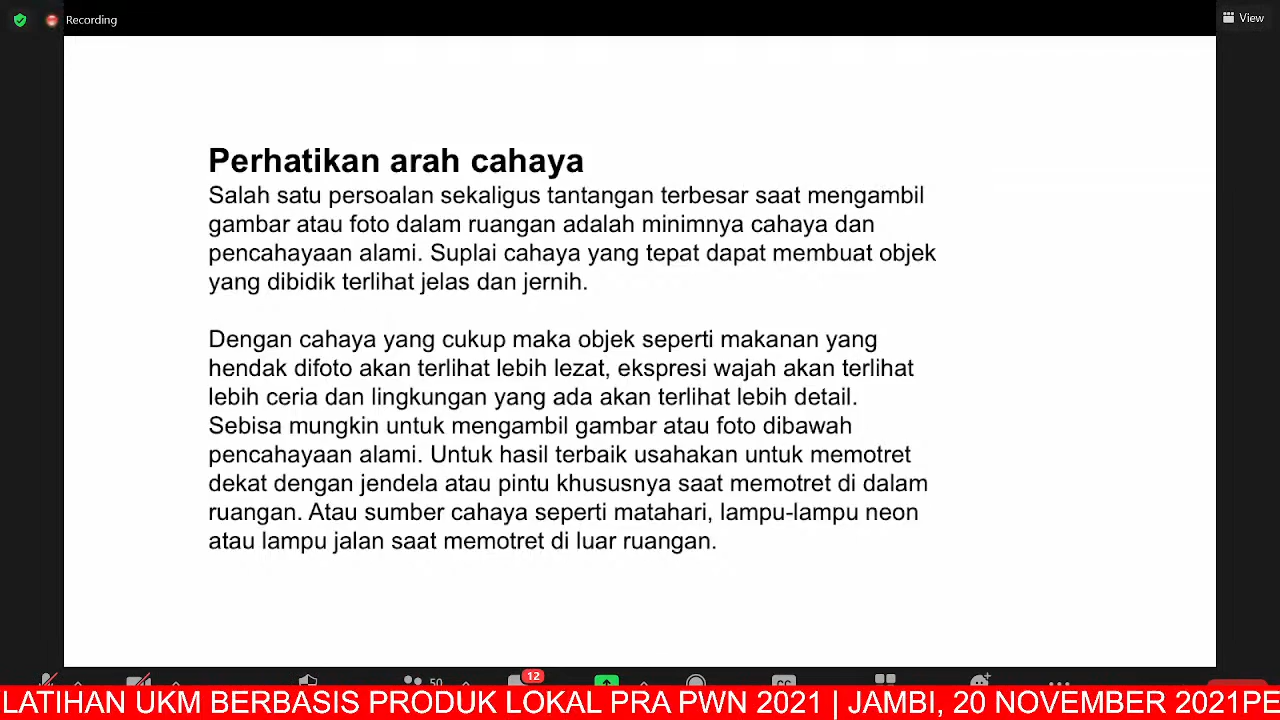 Recording
View
Perhatikan arah cahaya
Salah satu persoalan sekaligus tantangan terbesar saat mengambil
gambar atau foto dalam ruangan adalah minimnya cahaya dan
pencahayaan alami. Suplai cahaya yang tepat dapat membuat objek
yang dibidik terlihat jelas dan jernih.
Dengan cahaya yang cukup maka objek seperti makanan yang
hendak difoto akan terlihat lebih lezat, ekspresi wajah akan terlihat
lebih ceria dan lingkungan yang ada akan terlihat lebih detail.
Sebisa mungkin untuk mengambil gambar atau foto dibawah
pencahayaan alami. Untuk hasil terbaik usahakan untuk memotret
dekat dengan jendela atau pintu khususnya saat memotret di dalam
ruangan. Atau sumber cahaya seperti matahari, lampu-lampu neon
atau lampu jalan saat memotret di luar ruangan.
50 12
LATIHAN UKM BERBASIS PRODUK LOKAL PRA PWN 2021 | JAMBI, 20 NOVEMBER 2021PE